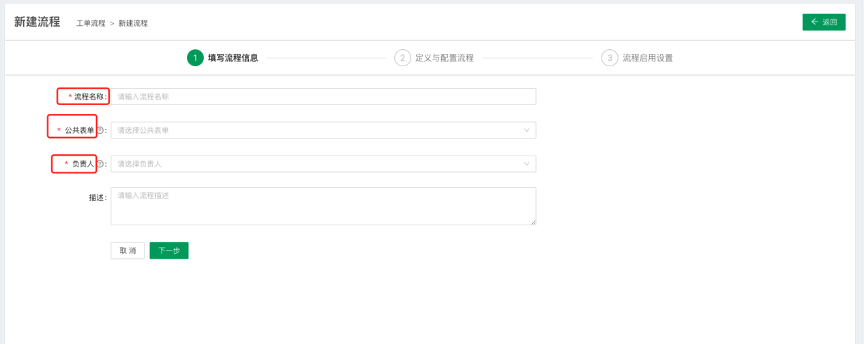 新建流程 工单流程 > 新建流程 ← 返回
1 填写流程信息 2 定义与配置流程 3 流程启用设置
* 流程名称: 请输入流程名称
* 公共表单?: 请选择公共表单
* 负责人?: 请选择负责人
描述: 请输入流程描述
取消 下一步